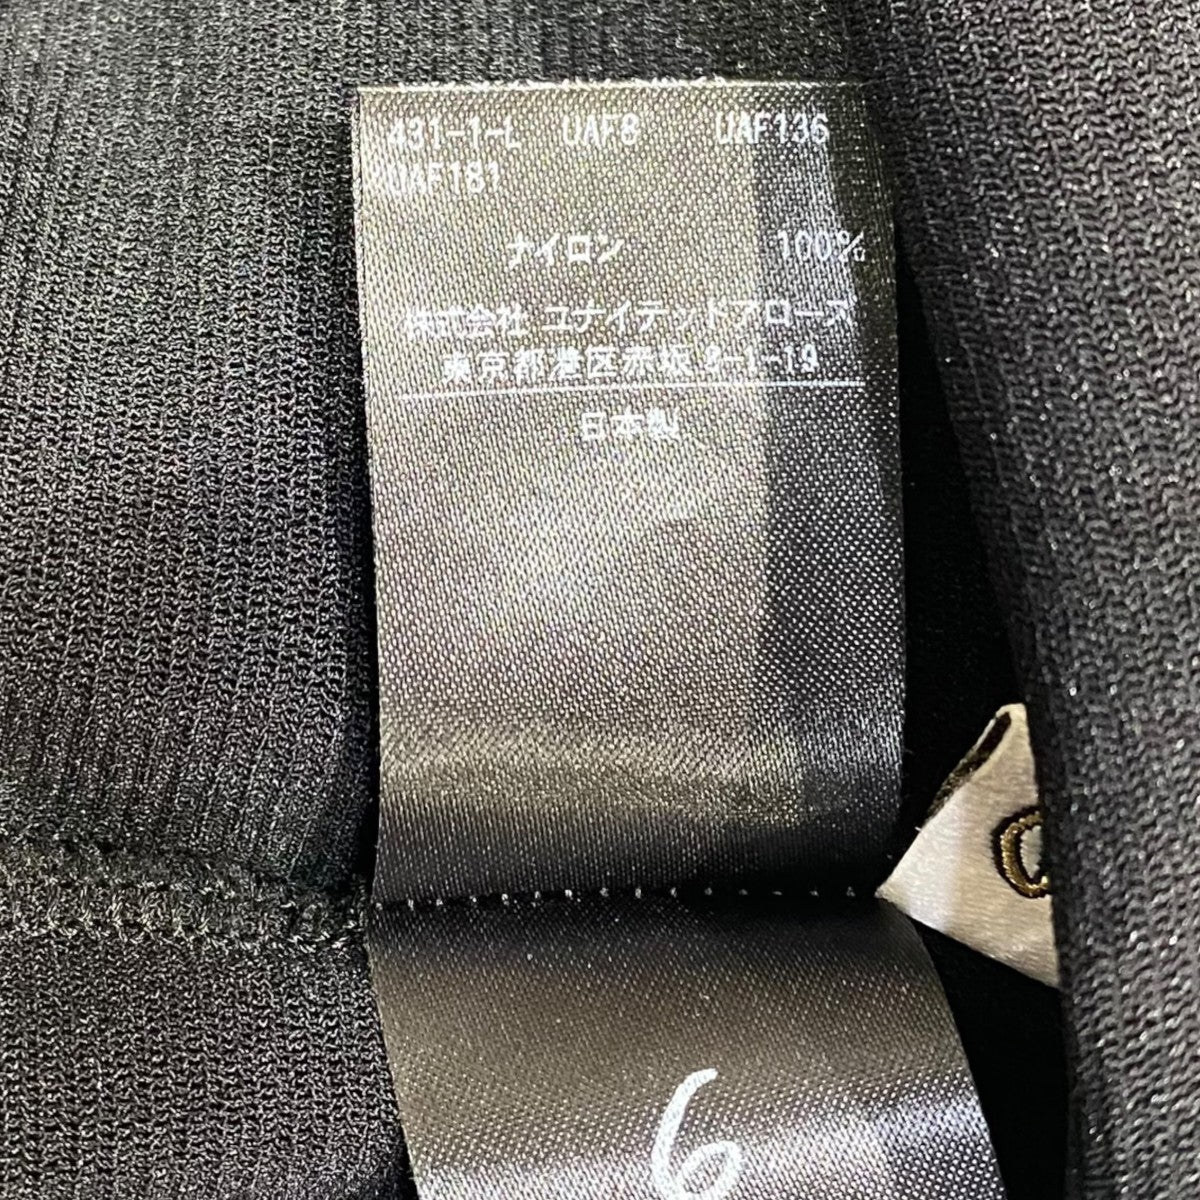 431-1-L UAF8 UAF136
UAF181
ナイロン 100%
株式会社 ユナイテッドアローズ
東京都港区赤坂 8-1-19
日本製
6